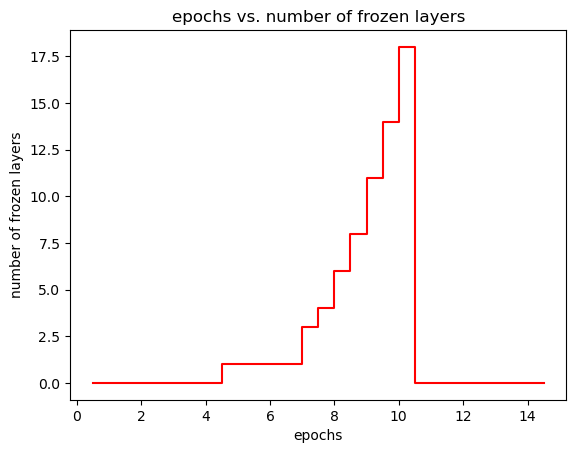 epochs vs. number of frozen layers
number of frozen layers
17.5
15.0
12.5
10.0
7.5
5.0
2.5
0.0
0 2 4 6 8 10 12 14
epochs